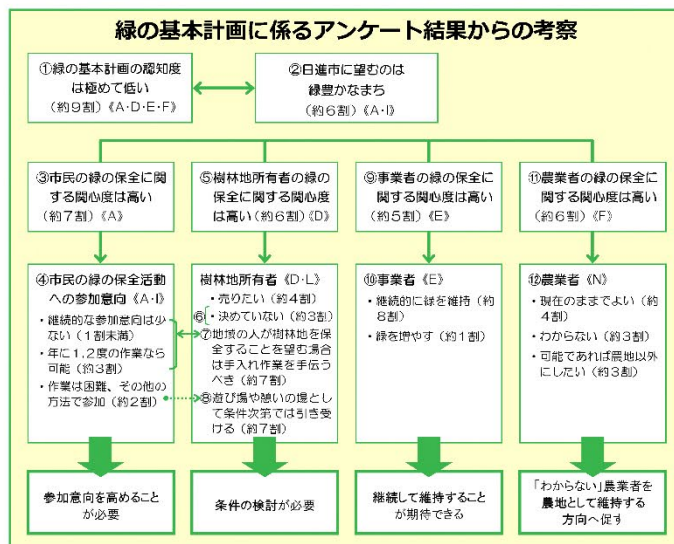 緑の基本計画に係るアンケート結果からの考察
①緑の基本計画の認知度
は極めて低い
(約9割)《A・D・E・F》
②日進市に望むのは
緑豊かなまち
(約6割)《A・I》
③市民の緑の保全に関
する関心度は高い
(約7割)《A》
⑤樹林地所有者の緑の
保全に関する関心度
は高い(約6割)《D》
⑨事業者の緑の保全に
関する関心度は高い
(約5割)《E》
⑪農業者の緑の保全に
関する関心度は高い
(約6割)《F》
④市民の緑の保全活動
への参加意向《A・I》
・継続的な参加意向は少
ない(1割未満)
・年に1,2度の作業なら
可能(約3割)
・作業は困難、その他の
方法で参加(約2割)
樹林地所有者《D・L》
・売りたい(約4割)
⑥
・決めていない(約3割)
⑦地域の人が樹林地を保
全することを望む場合
は手入れ作業を手伝う
べき(約7割)
⑧遊び場や憩いの場とし
て条件次第では引き受
ける(約7割)
⑩事業者《E》
・継続的に緑を維持(約
8割)
・緑を増やす(約1割)
⑫農業者《N》
・現在のままでよい(約
4割)
・わからない(約3割)
・可能であれば農地以外
にしたい(約3割)
参加意向を高めること
が必要
条件の検討が必要
継続して維持すること
が期待できる
「わからない」農業者を
農地として維持する
方向へ促す